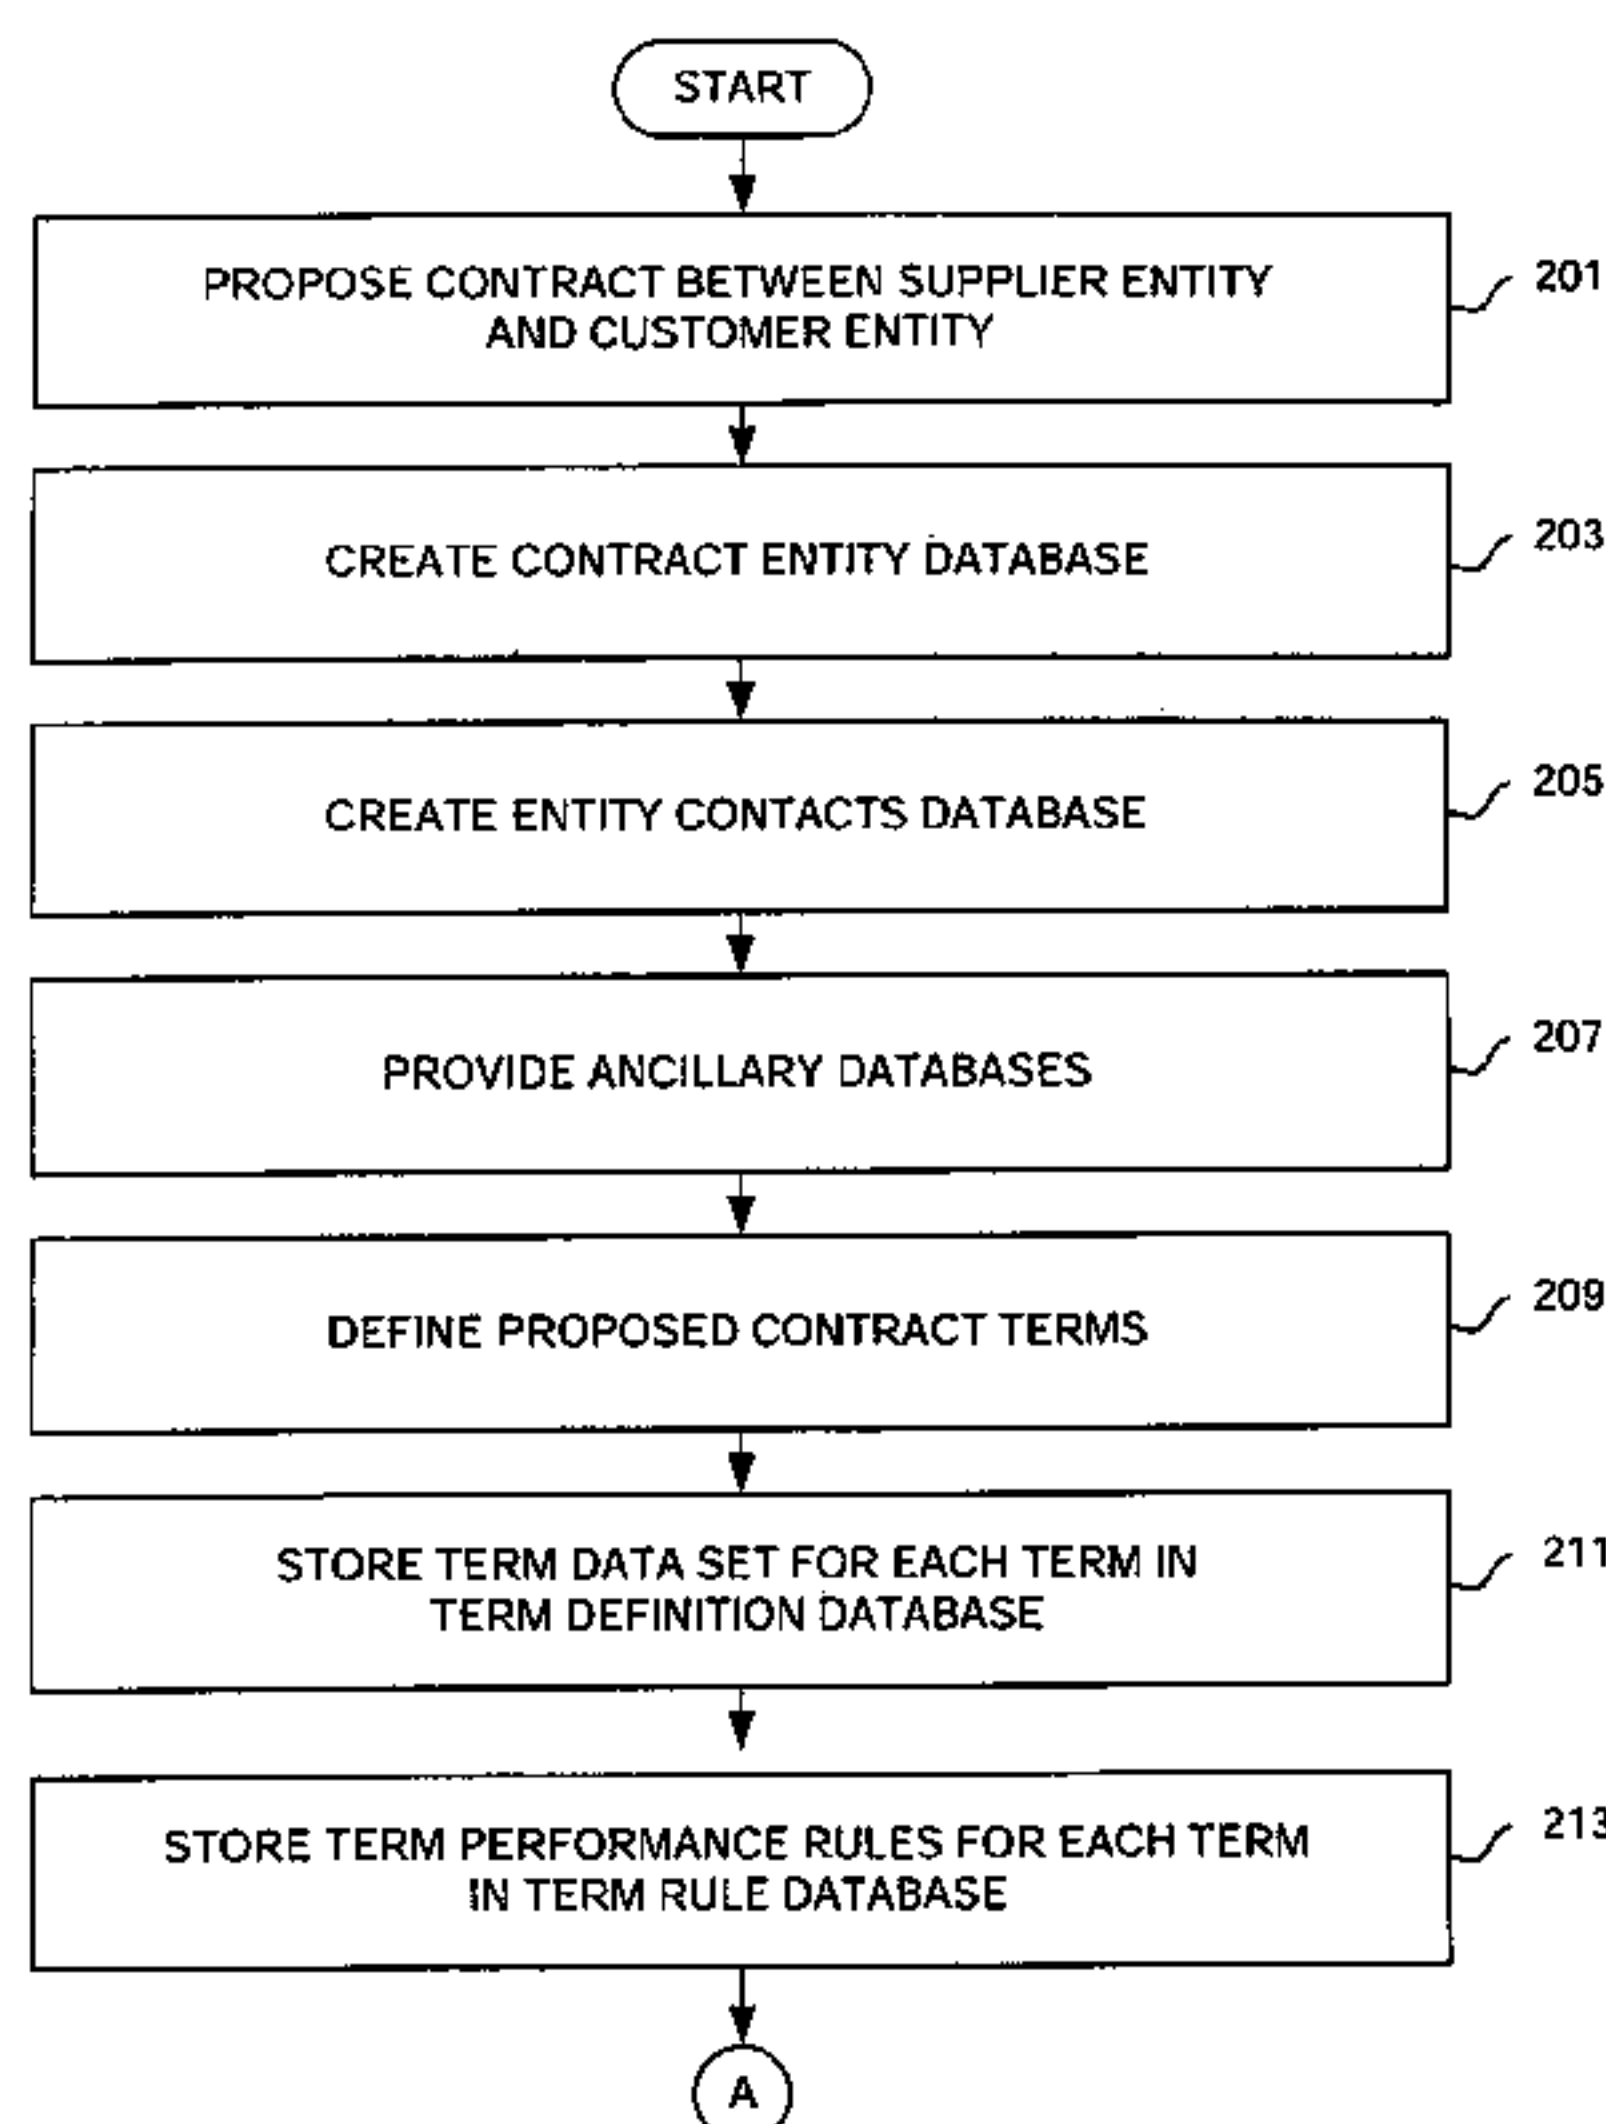 START
PROPOSE CONTRACT BETWEEN SUPPLIER ENTITY
AND CUSTOMER ENTITY
201
CREATE CONTRACT ENTITY DATABASE
203
CREATE ENTITY CONTACTS DATABASE
205
PROVIDE ANCILLARY DATABASES
207
DEFINE PROPOSED CONTRACT TERMS
209
STORE TERM DATA SET FOR EACH TERM IN
TERM DEFINITION DATABASE
211
STORE TERM PERFORMANCE RULES FOR EACH TERM
IN TERM RULE DATABASE
213
A